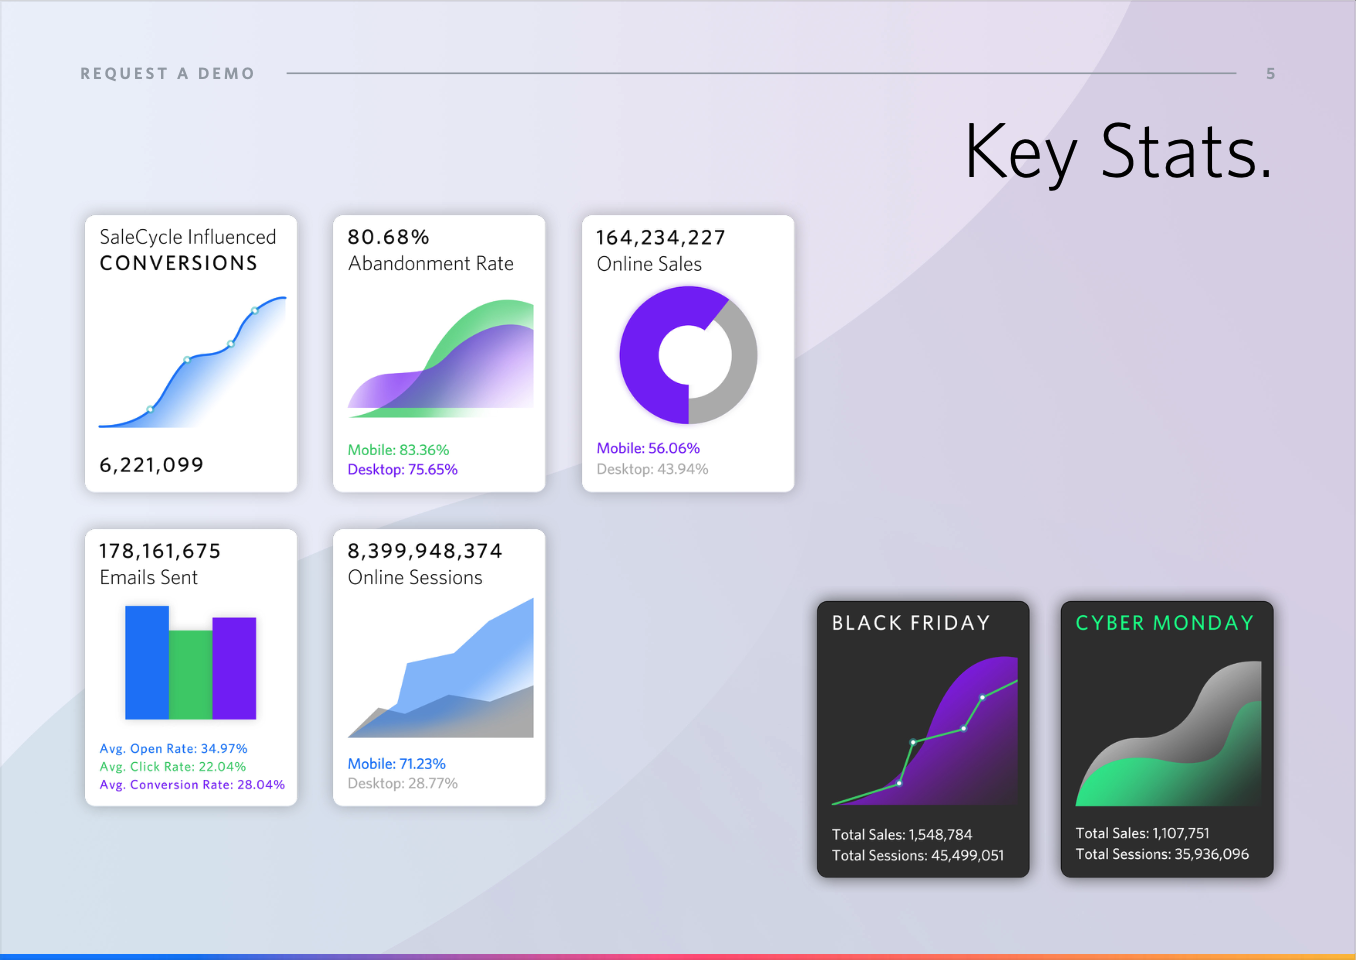 REQUEST A DEMO
5
Key Stats.
SaleCycle Influenced
CONVERSIONS
6,221,099
80.68%
Abandonment Rate
Mobile: 83.36%
Desktop: 75.65%
164,234,227
Online Sales
Mobile: 56.06%
Desktop: 43.94%
178,161,675
Emails Sent
Avg. Open Rate: 34.97%
Avg. Click Rate: 22.04%
Avg. Conversion Rate: 28.04%
8,399,948,374
Online Sessions
Mobile: 71.23%
Desktop: 28.77%
BLACK FRIDAY
Total Sales: 1,548,784
Total Sessions: 45,499,051
CYBER MONDAY
Total Sales: 1,107,751
Total Sessions: 35,936,096